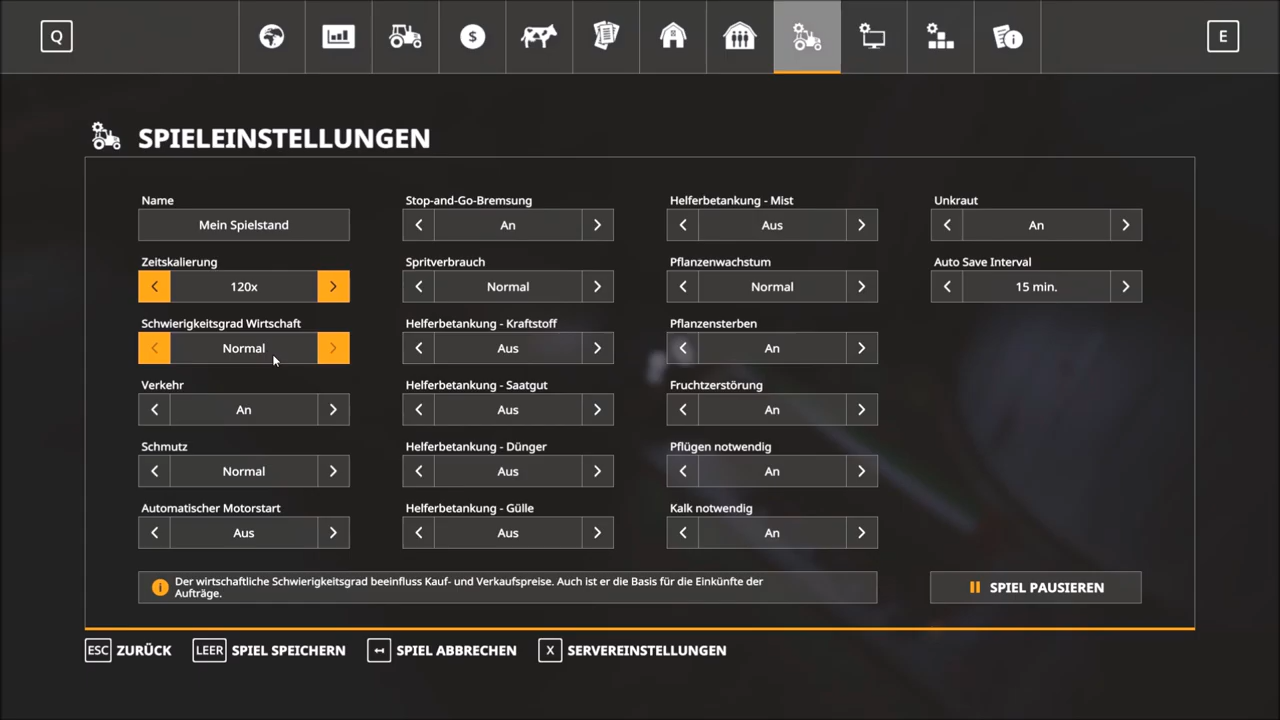 Q
E
SPIELEINSTELLUNGEN
Name
Mein Spielstand
Zeitskalierung
120x
Schwierigkeitsgrad Wirtschaft
Normal
Verkehr
An
Schmutz
Normal
Automatischer Motorstart
Aus
Stop-and-Go-Bremsung
An
Spritverbrauch
Normal
Helferbetankung - Kraftstoff
Aus
Helferbetankung - Saatgut
Aus
Helferbetankung - Dünger
Aus
Helferbetankung - Gülle
Aus
Helferbetankung - Mist
Aus
Pflanzenwachstum
Normal
Pflanzensterben
An
Fruchtzerstörung
An
Pflügen notwendig
An
Kalk notwendig
An
Unkraut
An
Auto Save Interval
15 min.
Der wirtschaftliche Schwierigkeitsgrad beeinfluss Kauf- und Verkaufspreise. Auch ist er die Basis für die Einkünfte der
Aufträge.
SPIEL PAUSIEREN
ESC ZURÜCK LEER SPIEL SPEICHERN SPIEL ABBRECHEN X SERVEREINSTELLUNGEN